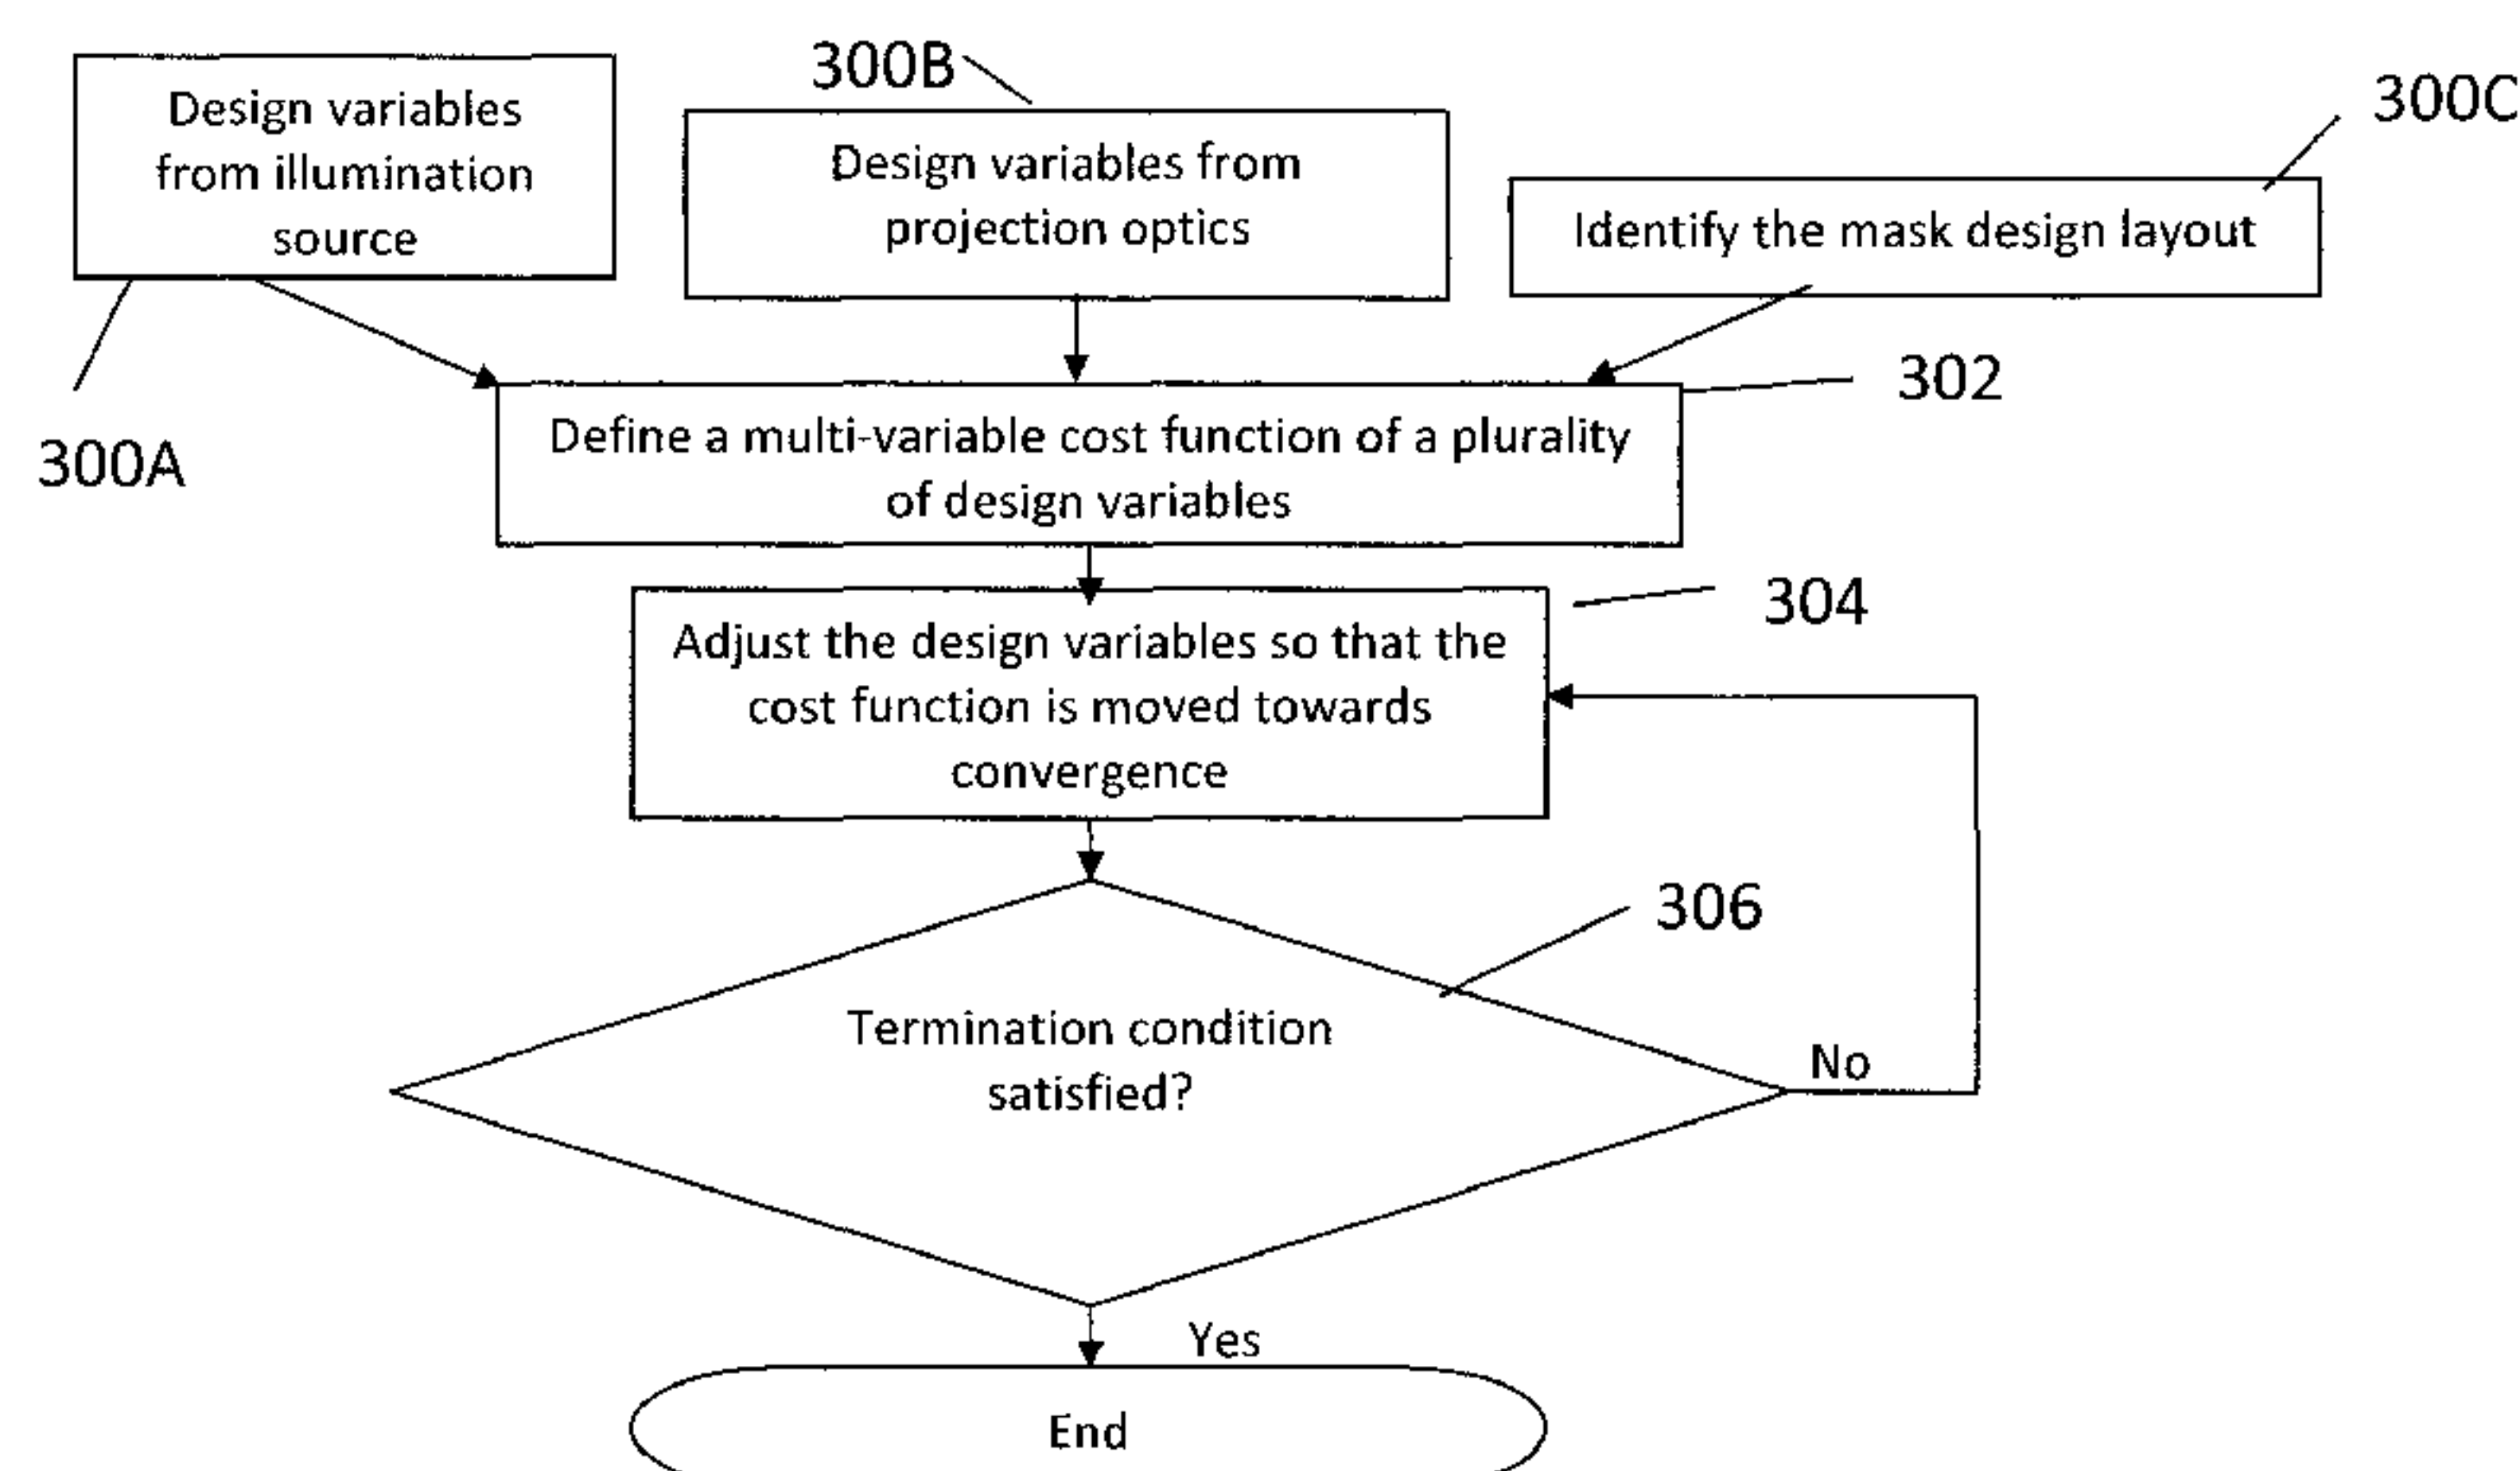 300B
300C
Design variables
from illumination
source
Design variables from
projection optics
Identify the mask design layout
300A
302
Define a multi-variable cost function of a plurality
of design variables
304
Adjust the design variables so that the
cost function is moved towards
convergence
306
Termination condition
satisfied?
No
Yes
End